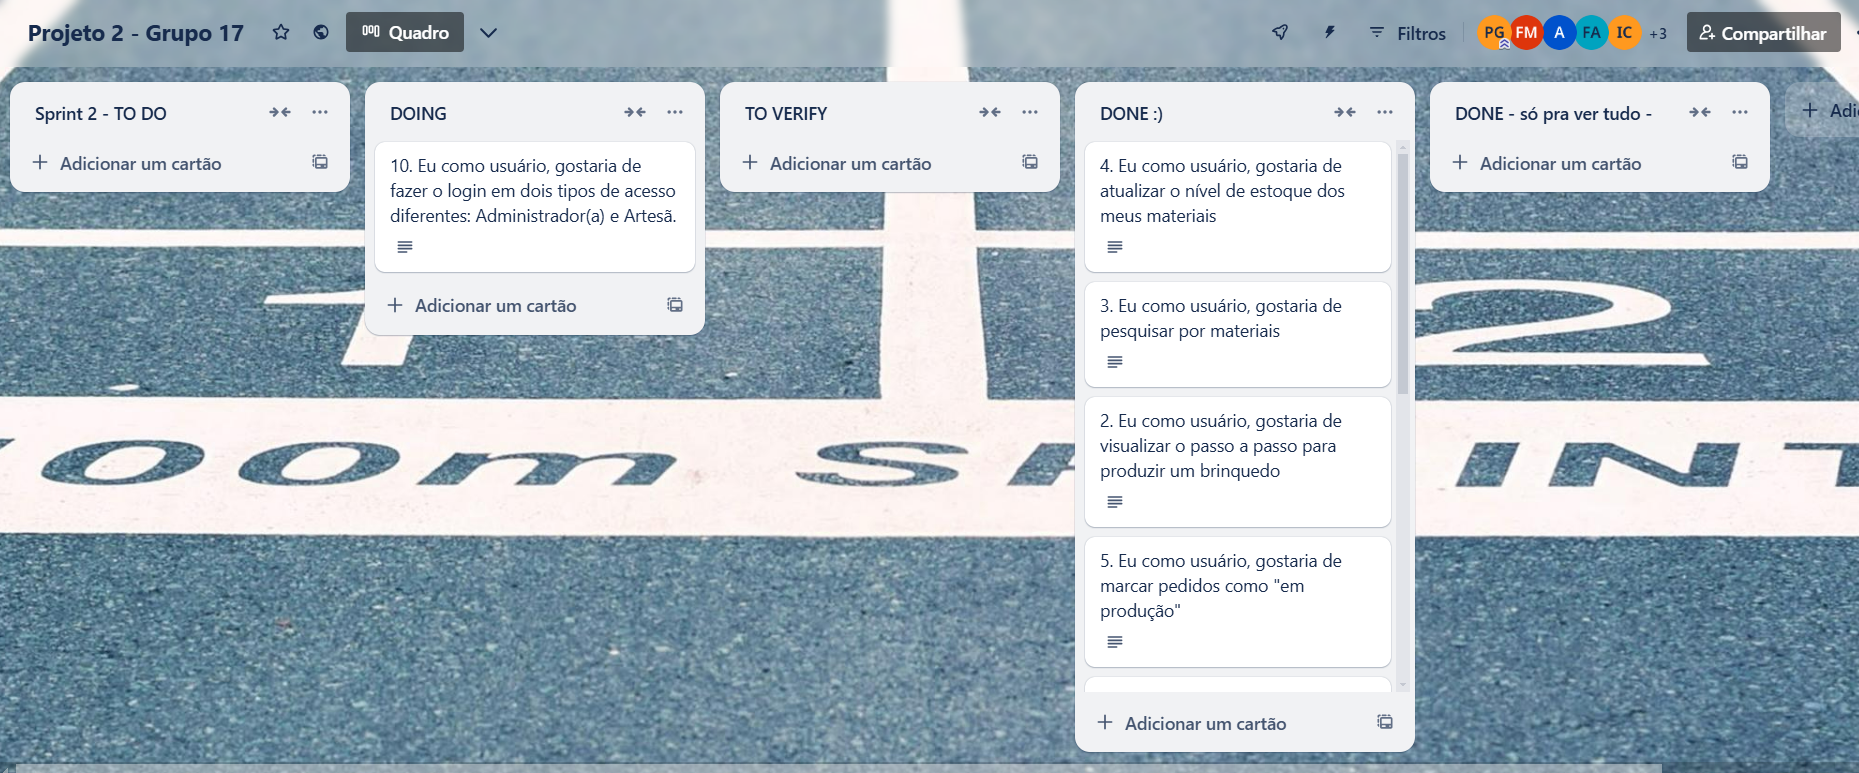 Projeto 2 - Grupo 17
Quadro
Filtros
PG
FM
A
FA
IC
+3
Compartilhar
Sprint 2 - TO DO
Adicionar um cartão
DOING
10. Eu como usuário, gostaria de
fazer o login em dois tipos de acesso
diferentes: Administrador(a) e Artesã.
Adicionar um cartão
TO VERIFY
Adicionar um cartão
DONE :)
4. Eu como usuário, gostaria de
atualizar o nível de estoque dos
meus materiais
3. Eu como usuário, gostaria de
pesquisar por materiais
2. Eu como usuário, gostaria de
visualizar o passo a passo para
produzir um brinquedo
5. Eu como usuário, gostaria de
marcar pedidos como "em
produção"
Adicionar um cartão
DONE - só pra ver tudo -
Adicionar um cartão
Adi
1
2